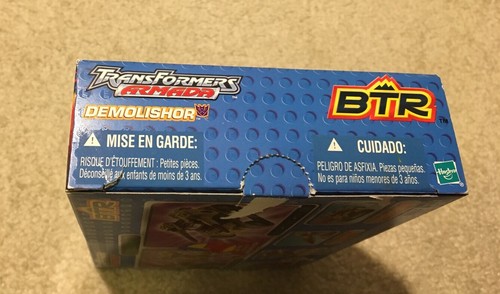 TRANSFORMERS
ARMADA
DEMOLISHOR
BTR
MISE EN GARDE:
RISQUE D'ÉTOUFFEMENT : Petites pièces.
Déconseillé aux enfants de moins de 3 ans.
CUIDADO:
PELIGRO DE ASFIXIA. Piezas pequeñas.
No es para niños menores de 3 años.
Hasbro
BTR